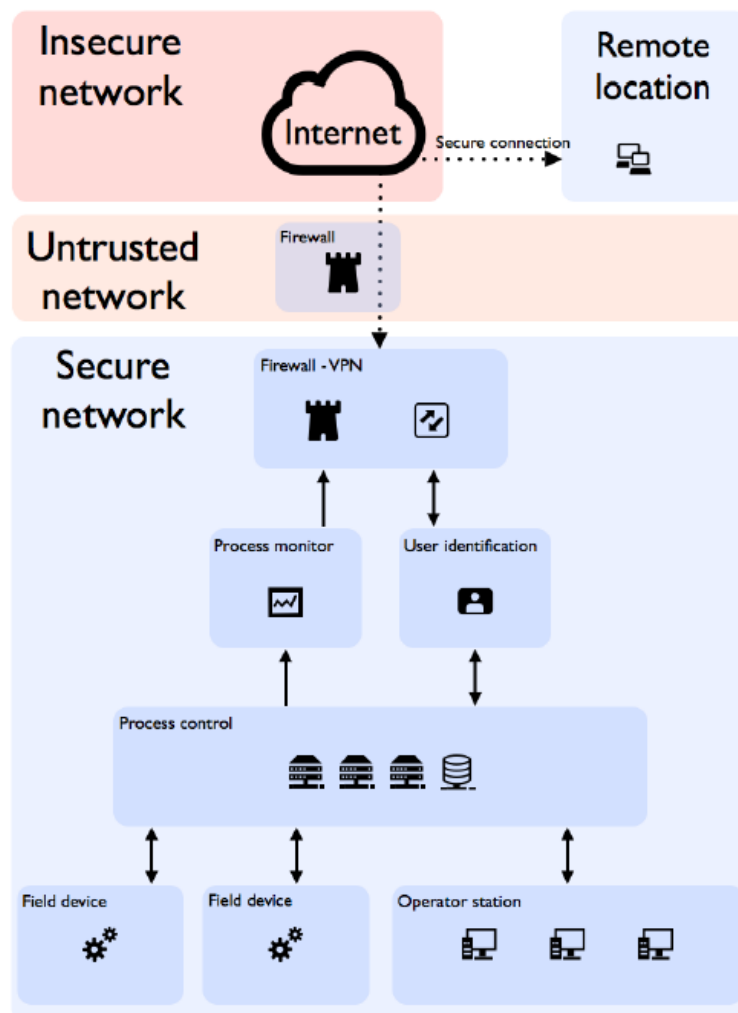 Insecure
network
Internet
Secure connection
Remote
location
Untrusted
network
Firewall
Secure
network
Firewall - VPN
Process monitor
User identification
Process control
Field device
Field device
Operator station